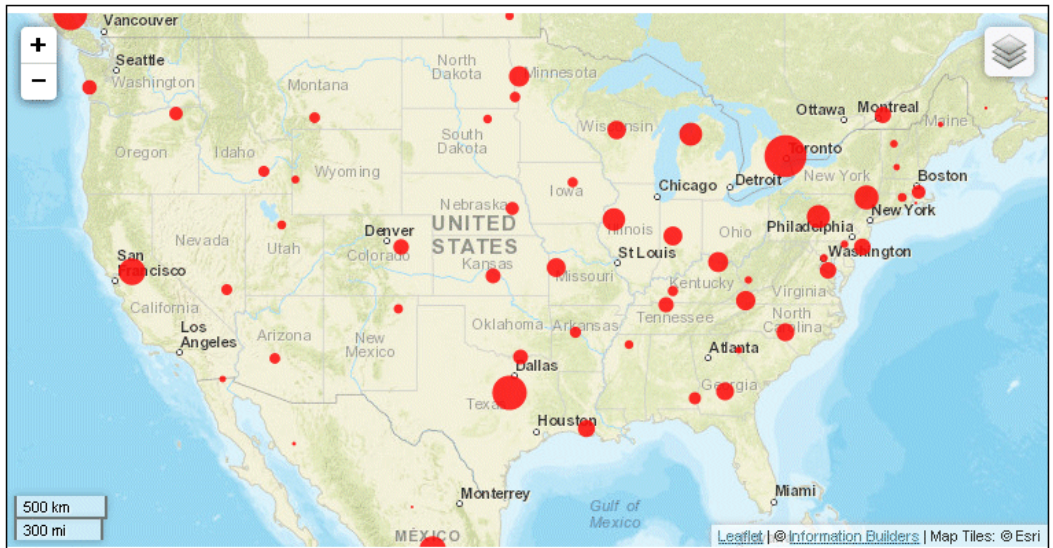 Vancouver
+
−
Seattle
Washington
Montana
North
Dakota
Minnesota
Ottawa
Montreal
Maine
Oregon
Idaho
Wyoming
South
Dakota
Wisconsin
Toronto
New York
Boston
Detroit
Chicago
Iowa
Nebraska
New York
Nevada
Utah
Denver
Colorado
UNITED
STATES
Kansas
Illinois
Ohio
Philadelphia
St Louis
Missouri
Washington
San
Francisco
California
Kentucky
Virginia
Los
Angeles
Arizona
New
Mexico
Oklahoma
Arkansas
Tennessee
North
Carolina
Atlanta
Dallas
Texas
Georgia
Houston
Monterrey
Miami
Gulf of
Mexico
MÉXICO
500 km
300 mi
Leaflet | © Information Builders | Map Tiles: © Esri